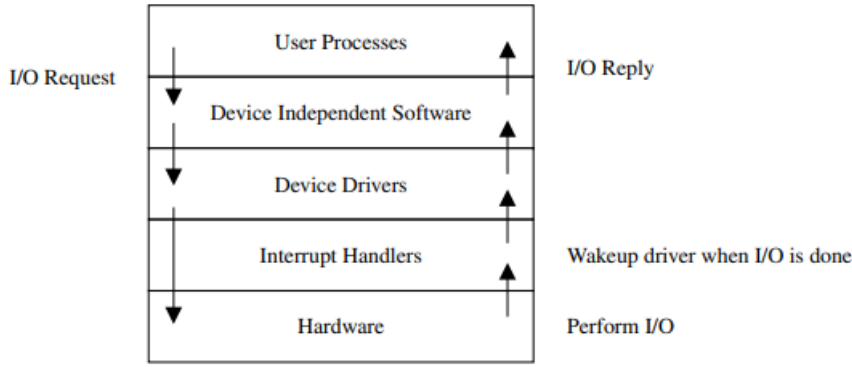 User Processes
I/O Request
I/O Reply
Device Independent Software
Device Drivers
Interrupt Handlers
Wakeup driver when I/O is done
Hardware
Perform I/O